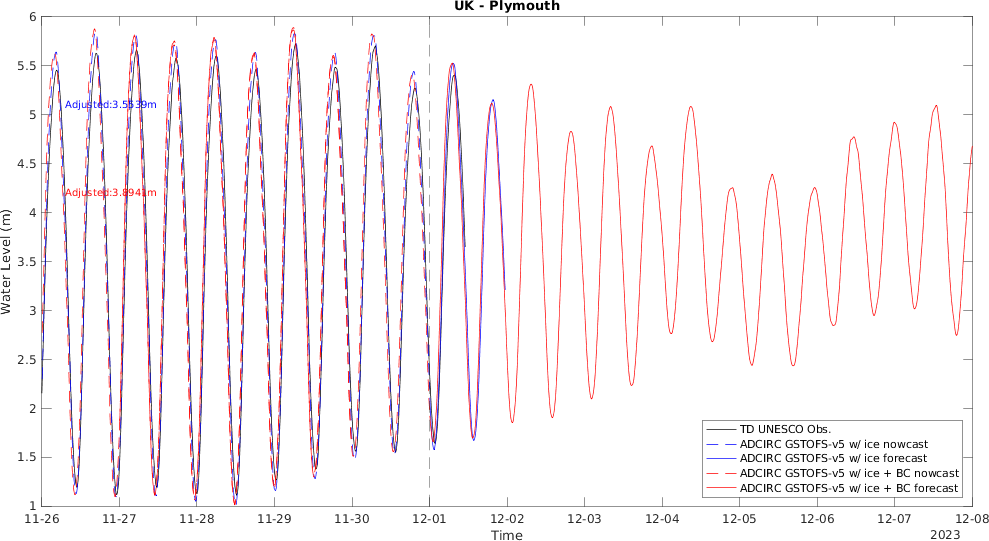 UK - Plymouth
6
5.5
5
4.5
4
3.5
3
2.5
2
1.5
1
Water Level (m)
Adjusted:3.5539m
Adjusted:3.8941m
TD UNESCO Obs.
ADCIRC GSTOFS-v5 w/ ice nowcast
ADCIRC GSTOFS-v5 w/ ice forecast
ADCIRC GSTOFS-v5 w/ ice + BC nowcast
ADCIRC GSTOFS-v5 w/ ice + BC forecast
11-26 11-27 11-28 11-29 11-30 12-01 12-02 12-03 12-04 12-05 12-06 12-07 12-08
Time
2023